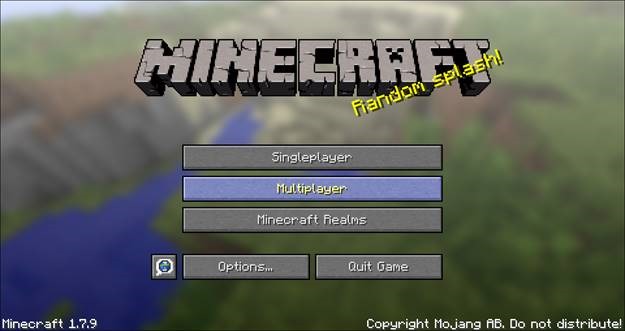 MINECRAFT
Random splash!
Singleplayer
Multiplayer
Minecraft Realms
Options...
Quit Game
Minecraft 1.7.9
Copyright Mojang AB. Do not distribute!